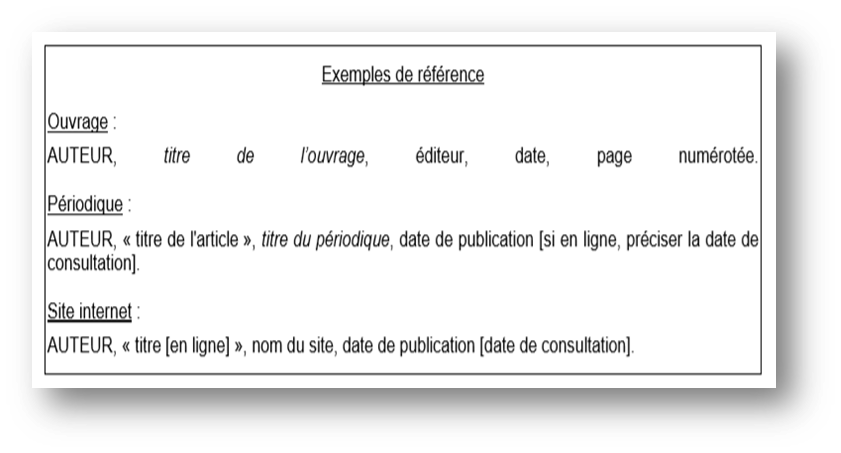 Exemples de référence
Ouvrage :
AUTEUR, titre de l'ouvrage, éditeur, date, page numérotée.
Périodique :
AUTEUR, « titre de l'article », titre du périodique, date de publication [si en ligne, préciser la date de
consultation].
Site internet :
AUTEUR, « titre [en ligne] », nom du site, date de publication [date de consultation].